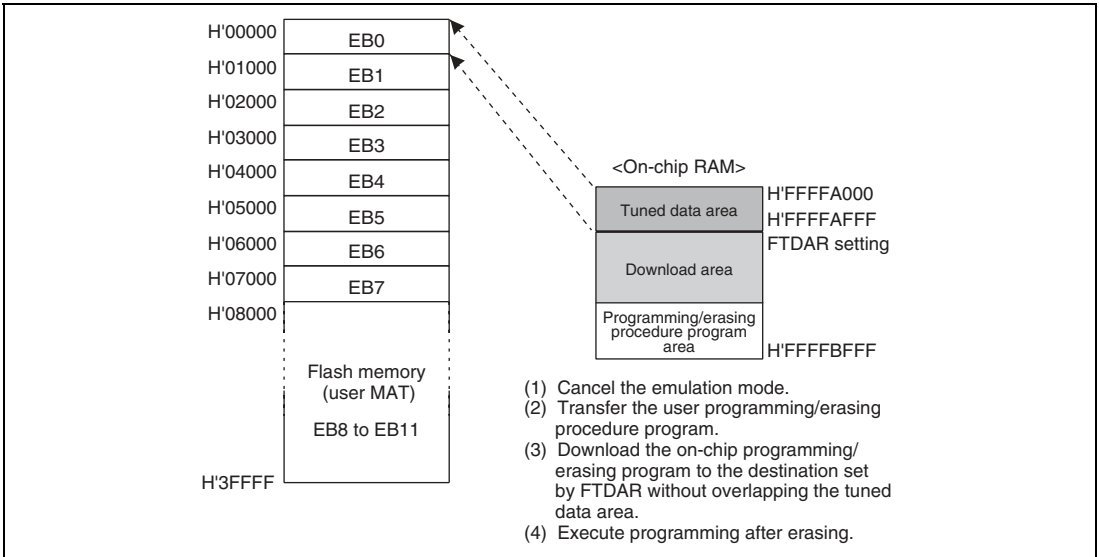 H'00000
EB0
H'01000
EB1
H'02000
EB2
H'03000
EB3
H'04000
EB4
H'05000
EB5
H'06000
EB6
H'07000
EB7
H'08000
Flash memory
(user MAT)
EB8 to EB11
H'3FFFF
<On-chip RAM>
H'FFFFA000
Tuned data area
H'FFFFAFFF
FTDAR setting
Download area
Programming/erasing
procedure program
area
H'FFFFBFFF
(1) Cancel the emulation mode.
(2) Transfer the user programming/erasing
procedure program.
(3) Download the on-chip programming/
erasing program to the destination set
by FTDAR without overlapping the tuned
data area.
(4) Execute programming after erasing.